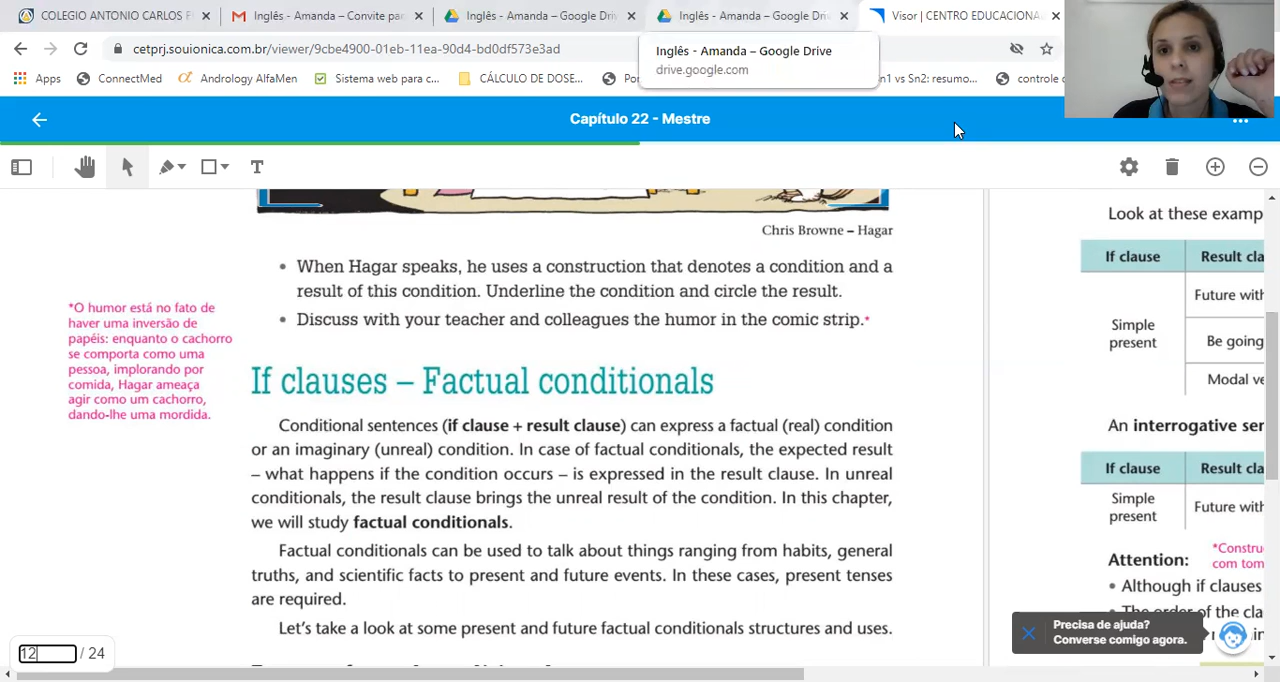 COLEGIO ANTONIO CARLOS
Inglês - Amanda – Convite par
Inglês - Amanda – Google Driv
Inglês - Amanda – Google Driv
Visor | CENTRO EDUCACIONA
cetprj.souionica.com.br/viewer/9cbe4900-01eb-11ea-90d4-bd0df573e3ad
Inglês - Amanda – Google Drive
drive.google.com
Apps
ConnectMed
Andrology AlfaMen
Sistema web para c...
CÁLCULO DE DOSE...
n1 vs Sn2: resumo...
controle
Capítulo 22 - Mestre
T
Chris Browne – Hagar
• When Hagar speaks, he uses a construction that denotes a condition and a
result of this condition. Underline the condition and circle the result.
• Discuss with your teacher and colleagues the humor in the comic strip.*
*O humor está no fato de
haver uma inversão de
papéis: enquanto o cachorro
se comporta como uma
pessoa, implorando por
comida, Hagar ameaça
agir como um cachorro,
dando-lhe uma mordida.
If clauses – Factual conditionals
Conditional sentences (if clause + result clause) can express a factual (real) condition
or an imaginary (unreal) condition. In case of factual conditionals, the expected result
– what happens if the condition occurs – is expressed in the result clause. In unreal
conditionals, the result clause brings the unreal result of the condition. In this chapter,
we will study factual conditionals.
Factual conditionals can be used to talk about things ranging from habits, general
truths, and scientific facts to present and future events. In these cases, present tenses
are required.
Let's take a look at some present and future factual conditionals structures and uses.
Look at these examp
If clause
Result cla
Simple
present
Future with
Be going
Modal ve
An interrogative ser
If clause
Result cla
Simple
present
Future with
Attention:
*Constru
com tom
• Although if clauses
• The order of the cla
12 / 24
Precisa de ajuda?
Converse comigo agora.